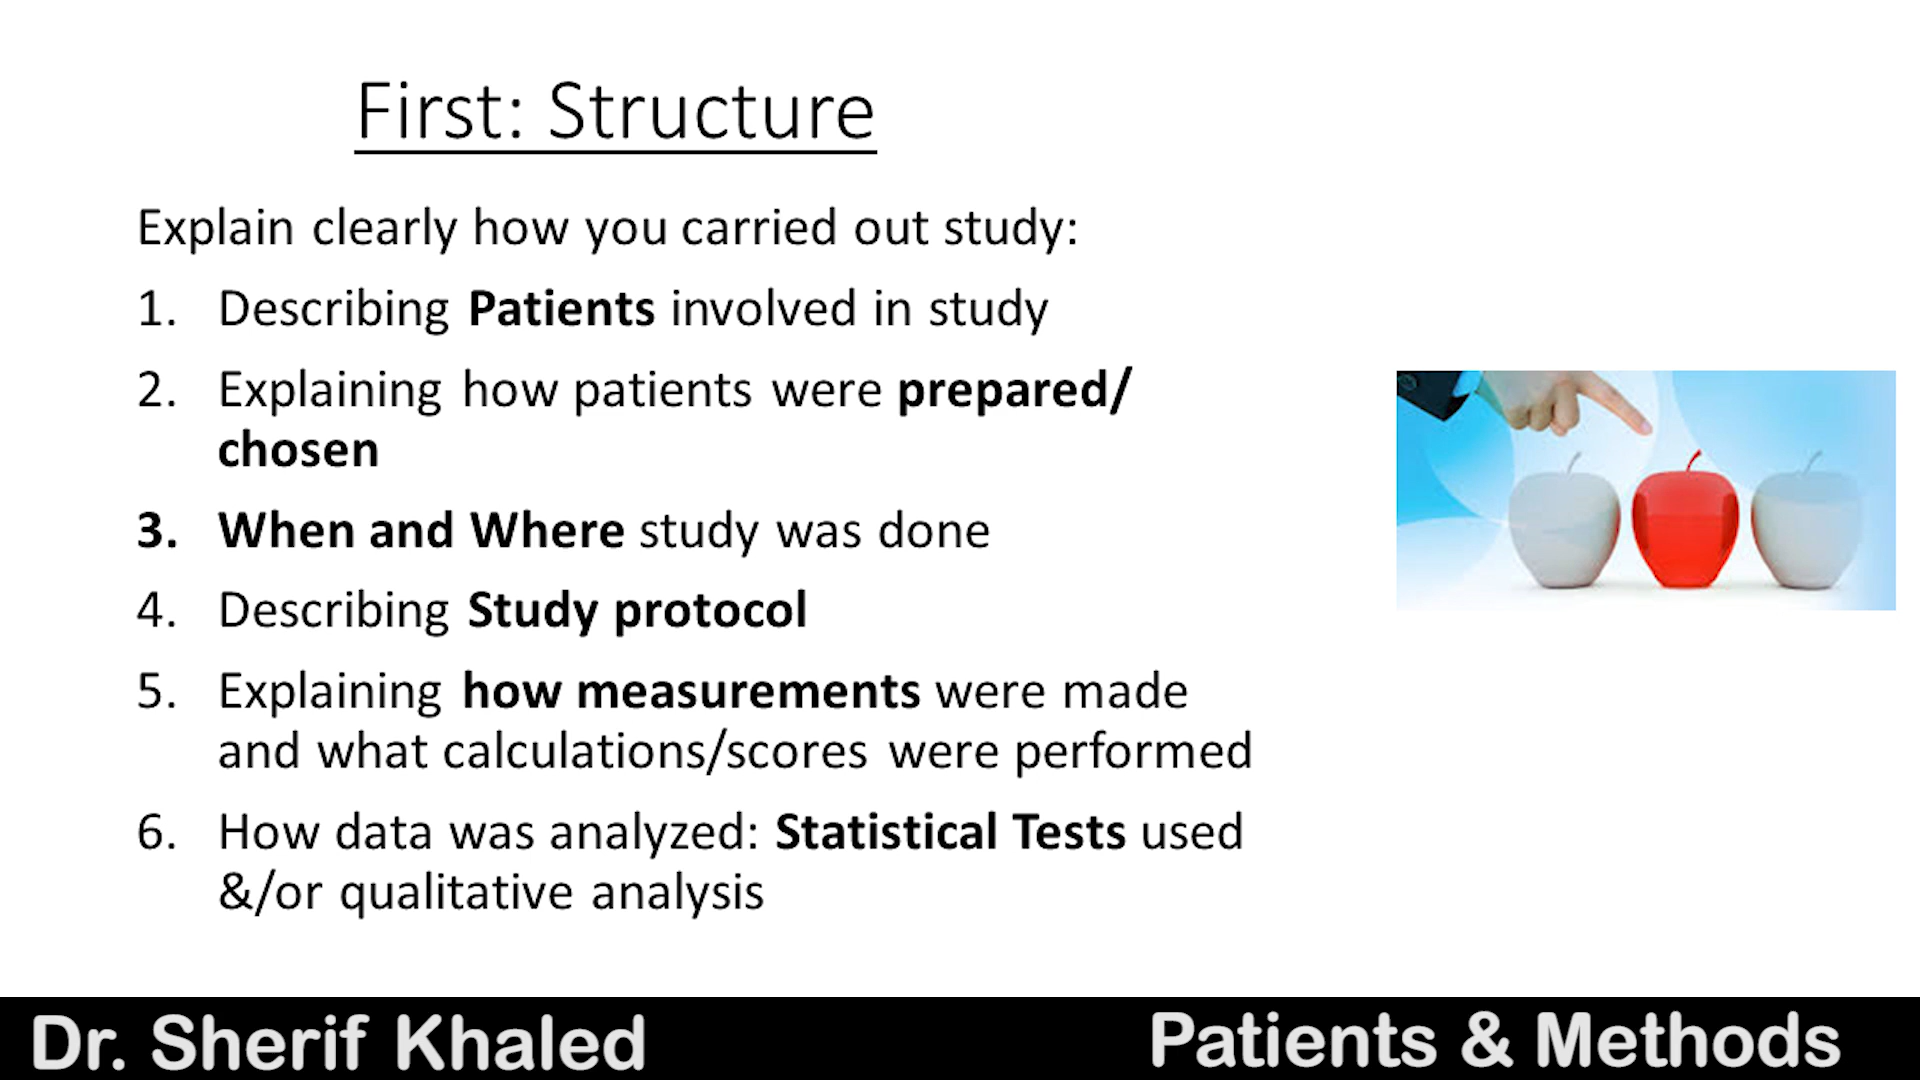 First: Structure
Explain clearly how you carried out study:
1. Describing Patients involved in study
2. Explaining how patients were prepared/
chosen
3. When and Where study was done
4. Describing Study protocol
5. Explaining how measurements were made
and what calculations/scores were performed
6. How data was analyzed: Statistical Tests used
&/or qualitative analysis
Dr. Sherif Khaled
Patients & Methods